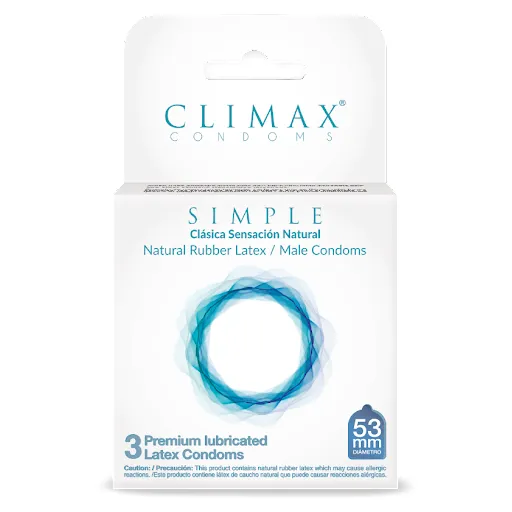 CLIMAX®
CONDOMS
SIMPLE
Clásica Sensación Natural
Natural Rubber Latex / Male Condoms
3 Premium lubricated
Latex Condoms
53
mm
DIÁMETRO
Caution: / Precaución: This product contains natural rubber latex which may cause allergic
reactions. /Este producto contiene látex de caucho natural que puede causar reacciones alérgicas.